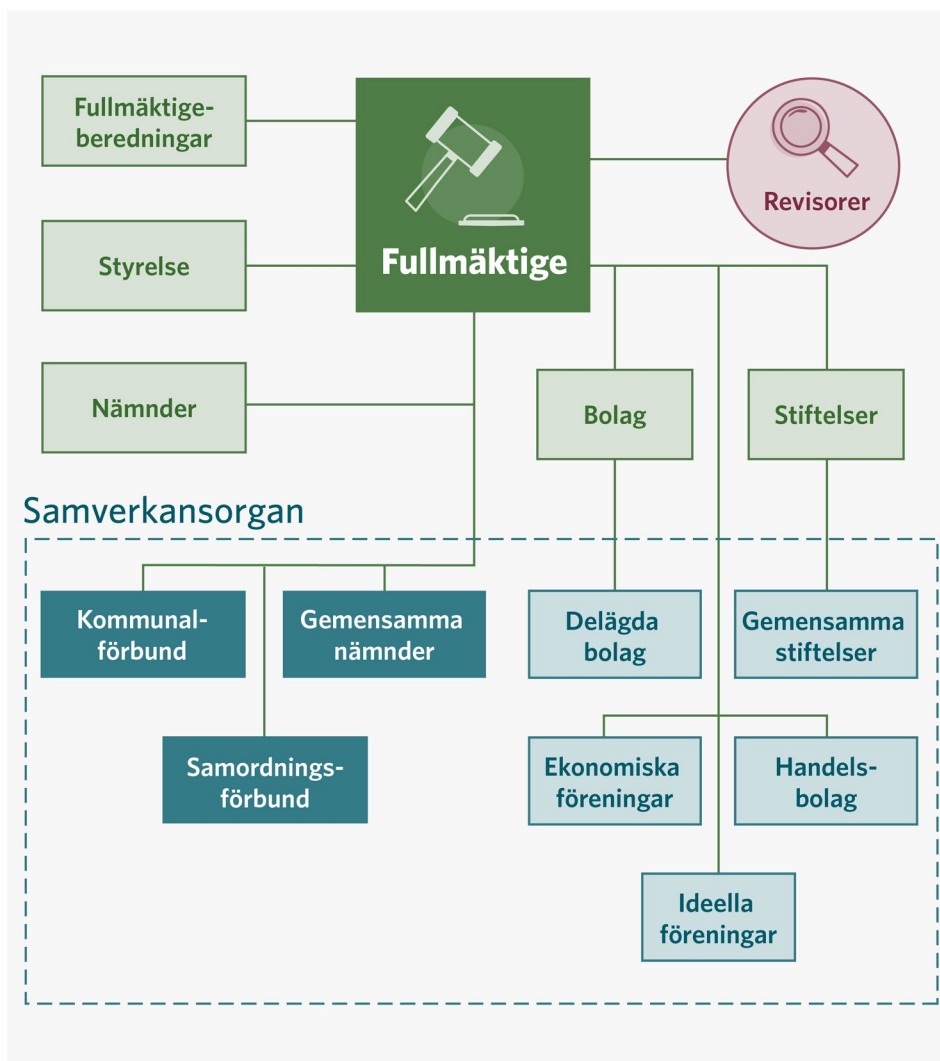 Fullmäktige-
beredningar
Fullmäktige
Revisorer
Styrelse
Nämnder
Bolag
Stiftelser
Samverkansorgan
Kommunal-
förbund
Gemensamma
nämnder
Delägda
bolag
Gemensamma
stiftelser
Samordnings-
förbund
Ekonomiska
föreningar
Handels-
bolag
Ideella
föreningar